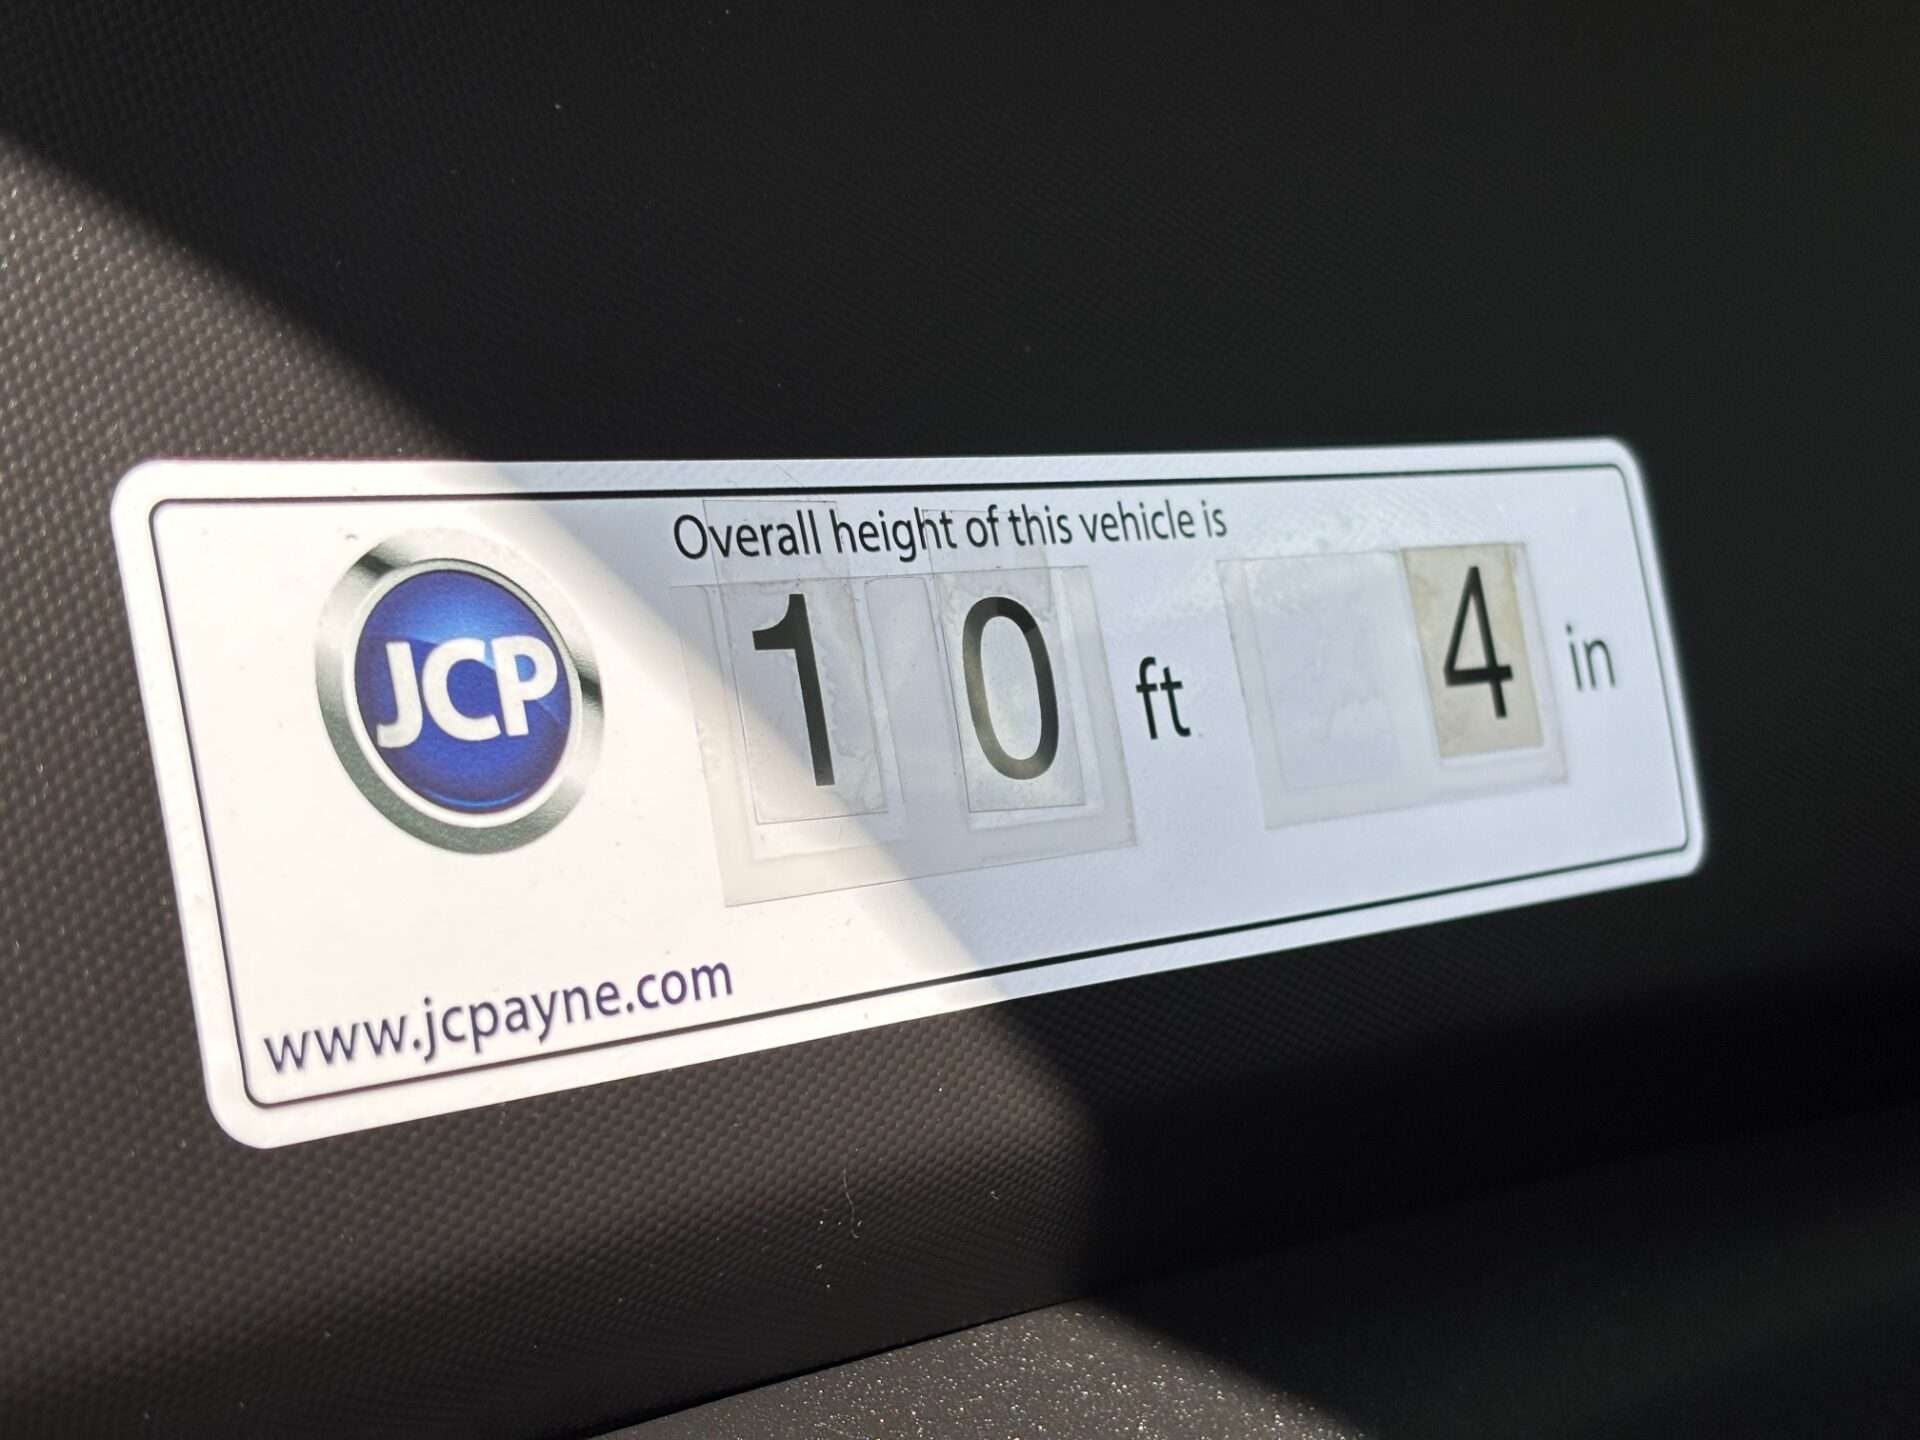 Overall height of this vehicle is
JCP
10 ft 4 in
www.jcpayne.com